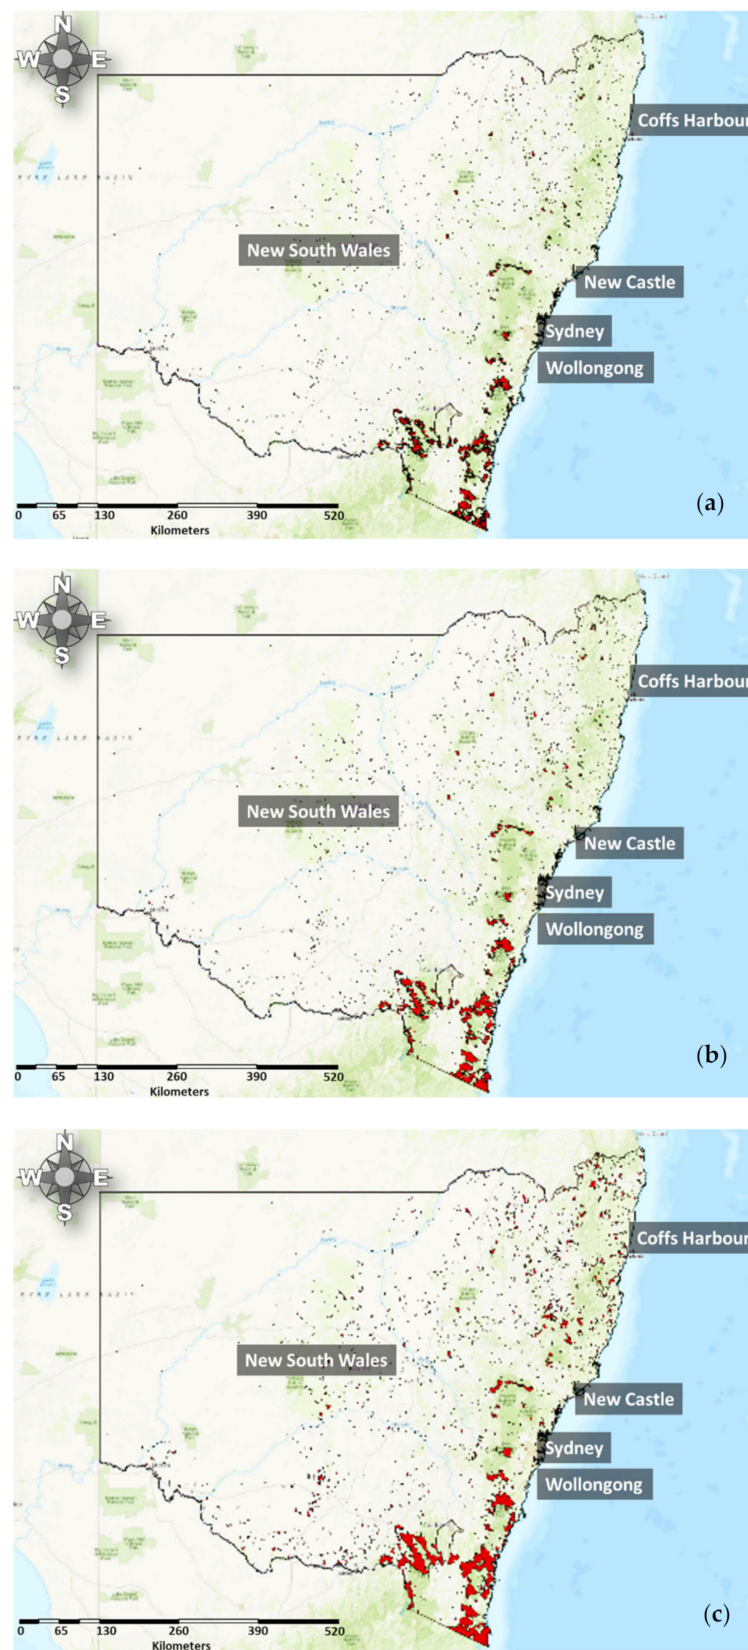 N
W E
S
Coffs Harbour
New South Wales
New Castle
Sydney
Wollongong
(a)
0 65 130 260 390 520
Kilometers
N
W E
S
Coffs Harbour
New South Wales
New Castle
Sydney
Wollongong
(b)
0 65 130 260 390 520
Kilometers
N
W E
S
Coffs Harbour
New South Wales
New Castle
Sydney
Wollongong
(c)
0 65 130 260 390 520
Kilometers